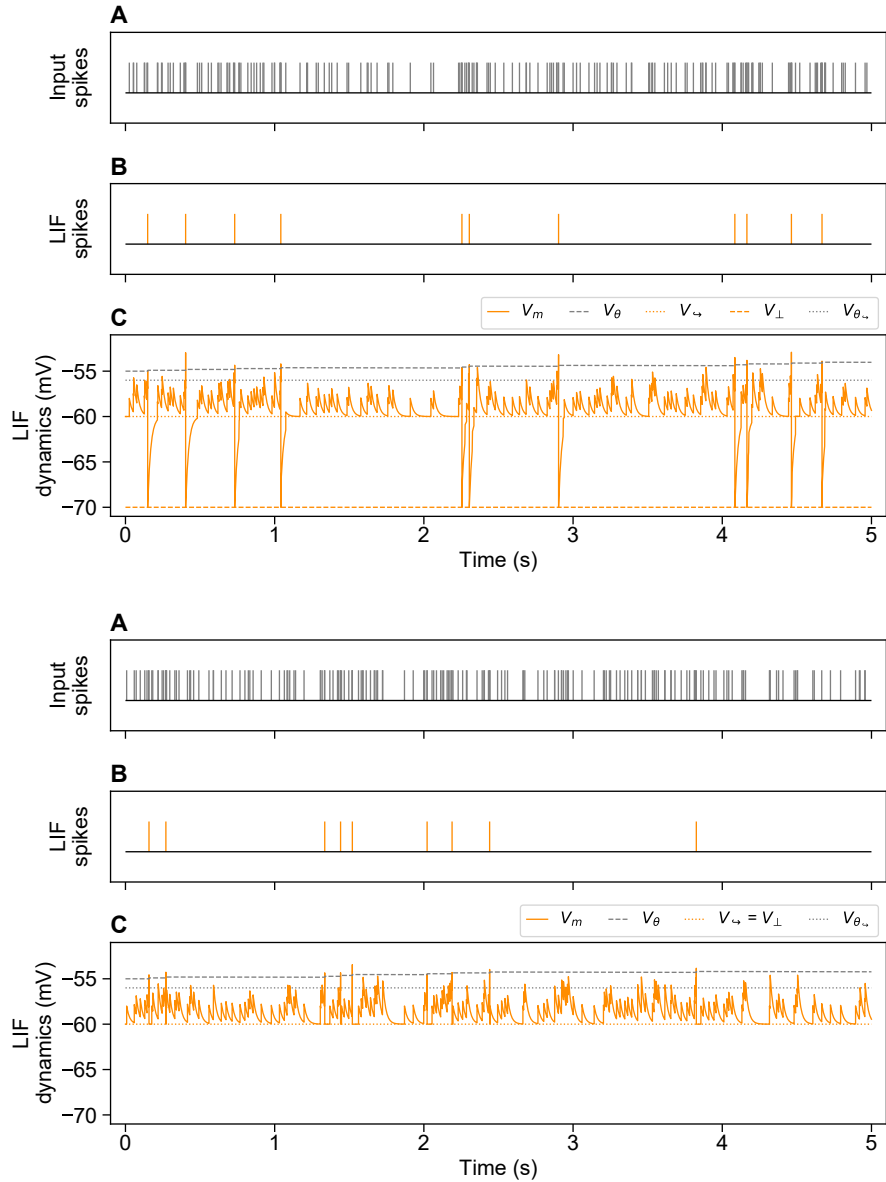 A
Input
spikes
B
LIF
spikes
V_m V_θ V_↪ V_⊥ V_θ↪
C
LIF
dynamics (mV)
−55
−60
−65
−70
0 1 2 3 4 5
Time (s)
A
Input
spikes
B
LIF
spikes
V_m V_θ V_↪ = V_⊥ V_θ↪
C
LIF
dynamics (mV)
−55
−60
−65
−70
0 1 2 3 4 5
Time (s)